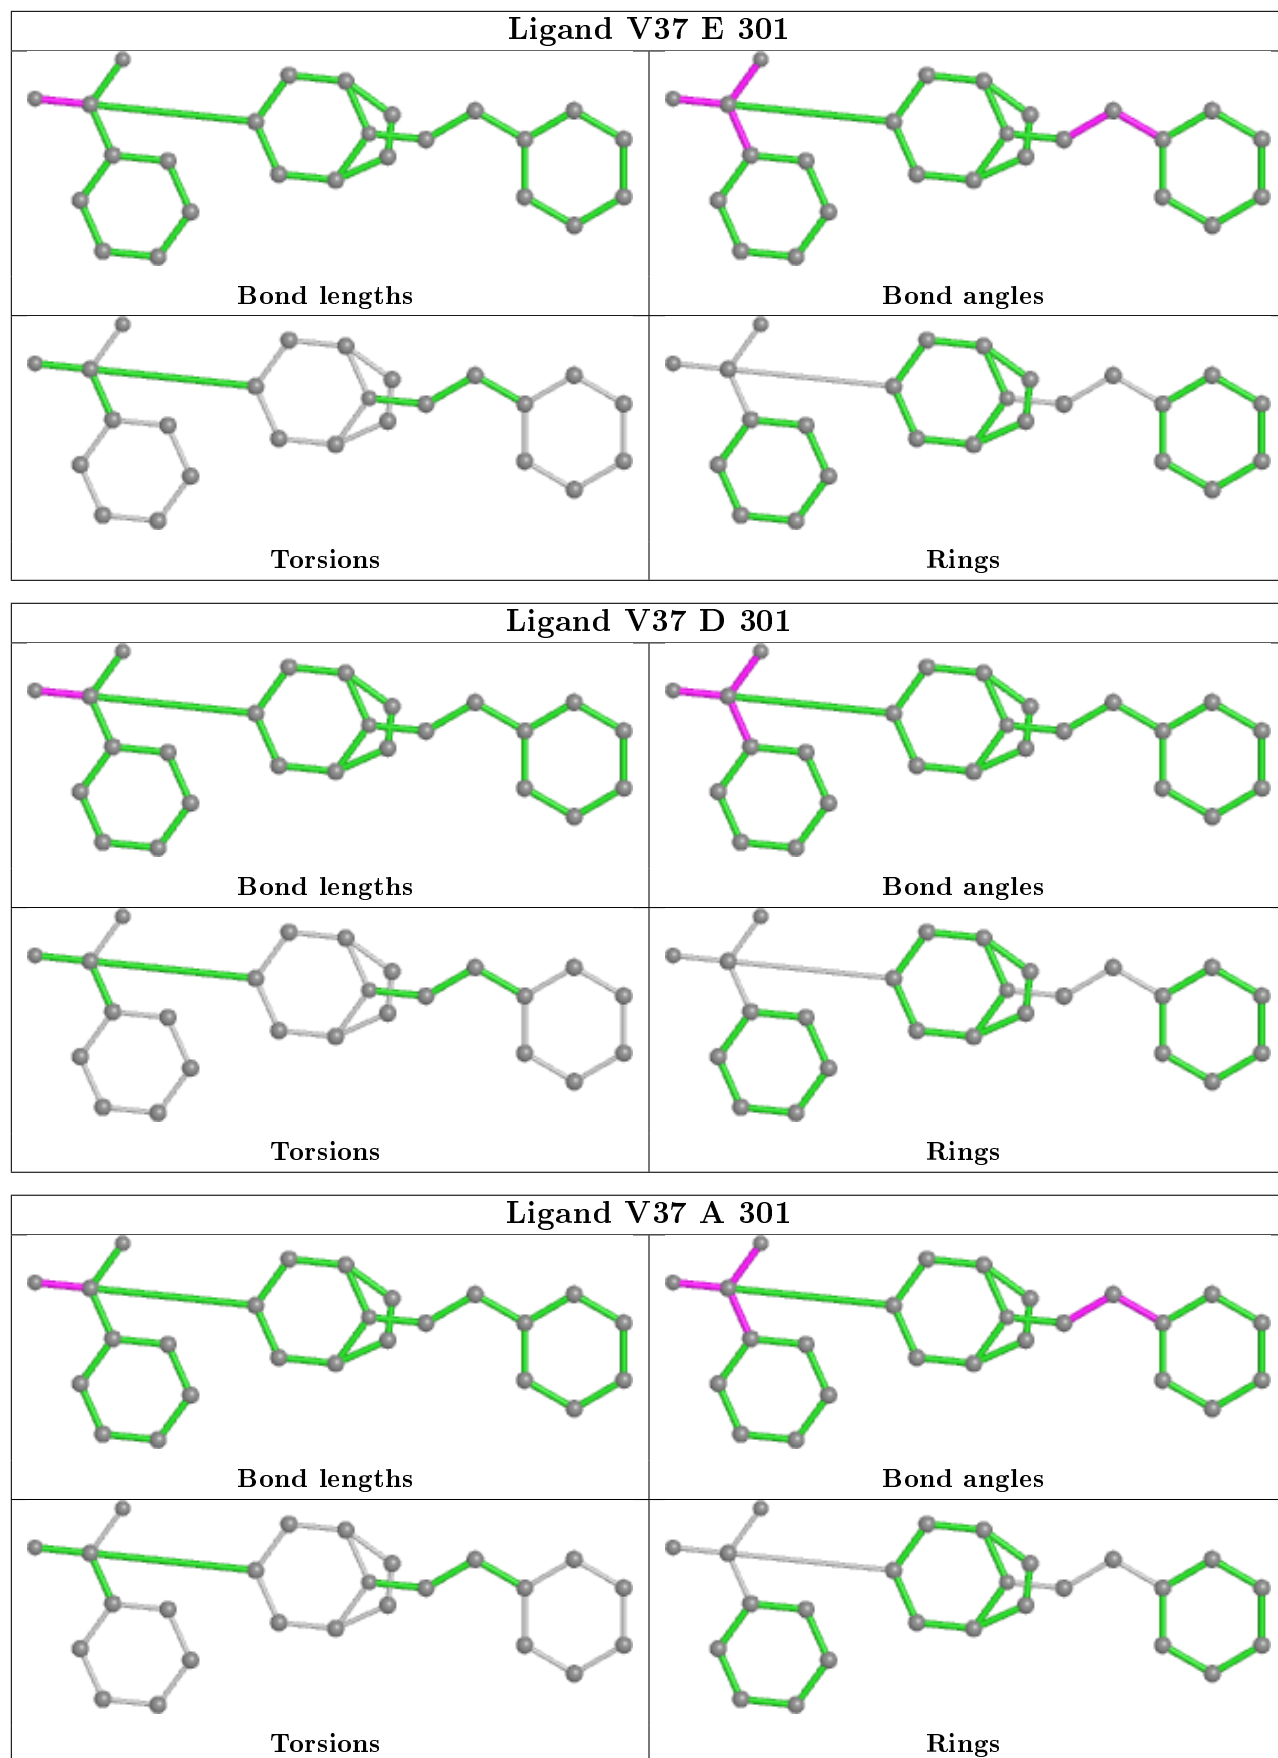 Ligand V37 E 301
Bond lengths
Bond angles
Torsions
Rings
Ligand V37 D 301
Bond lengths
Bond angles
Torsions
Rings
Ligand V37 A 301
Bond lengths
Bond angles
Torsions
Rings